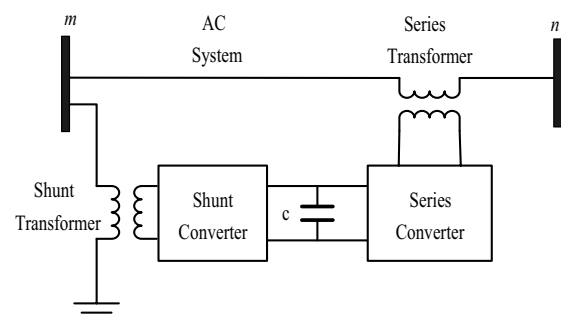 m
AC
System
Series
Transformer
n
Shunt
Transformer
Shunt
Converter
c
Series
Converter